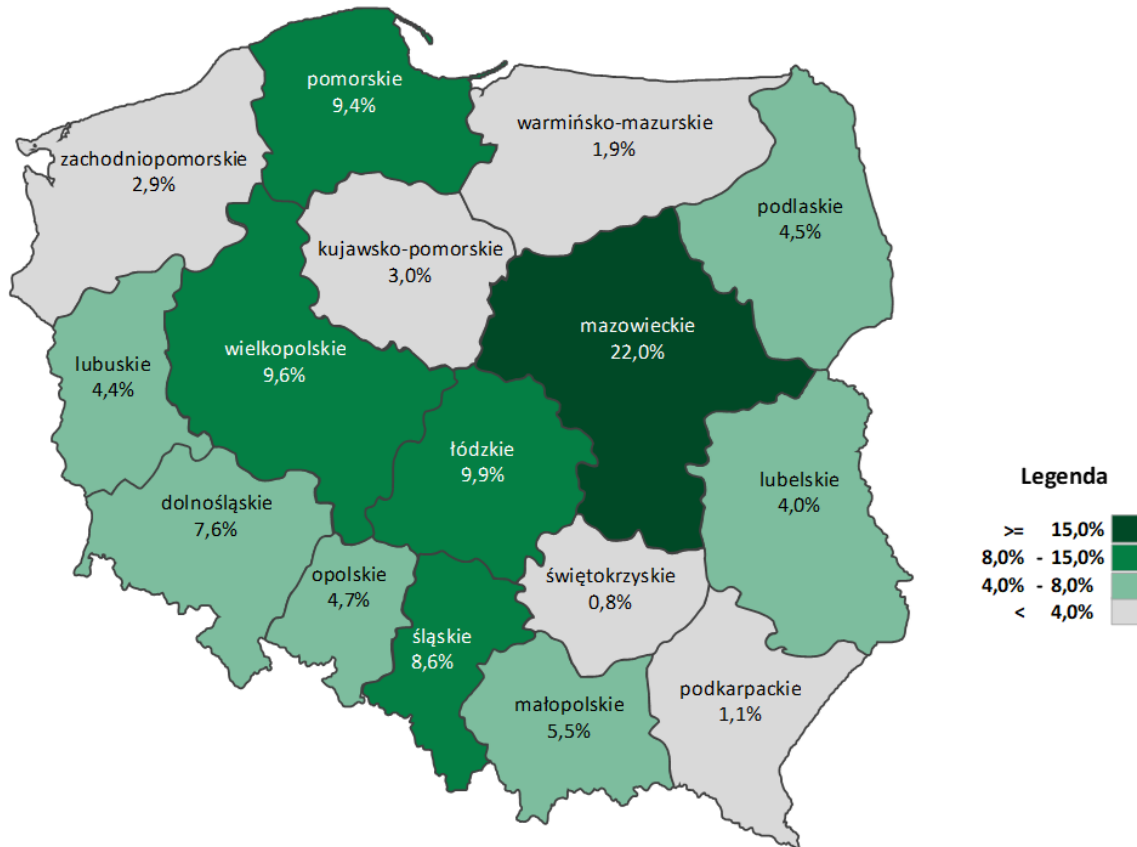 pomorskie
9,4%
warmińsko-mazurskie
1,9%
zachodniopomorskie
2,9%
podlaskie
4,5%
kujawsko-pomorskie
3,0%
mazowieckie
22,0%
wielkopolskie
9,6%
lubuskie
4,4%
łódzkie
9,9%
lubelskie
4,0%
dolnośląskie
7,6%
opolskie
4,7%
świętokrzyskie
0,8%
śląskie
8,6%
podkarpackie
1,1%
małopolskie
5,5%
Legenda
>= 15,0%
8,0% - 15,0%
4,0% - 8,0%
< 4,0%